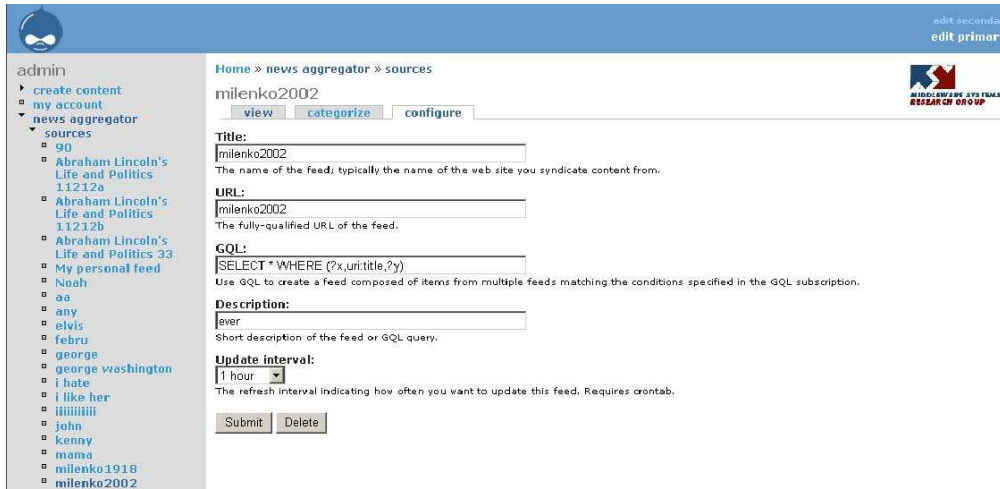 edit seconda
edit primar
admin
create content
my account
news aggregator
sources
90
Abraham Lincoln's
Life and Politics
11212a
Abraham Lincoln's
Life and Politics
11212b
Abraham Lincoln's
Life and Politics 33
My personal feed
Noah
aa
any
elvis
febru
george
george washington
i hate
i like her
iiiiiiiiii
john
kenny
mama
milenko1918
milenko2002
Home » news aggregator » sources
MIDDLEWARE SYSTEMS
RESEARCH GROUP
milenko2002
view categorize configure
Title:
milenko2002
The name of the feed; typically the name of the web site you syndicate content from.
URL:
milenko2002
The fully-qualified URL of the feed.
GQL:
SELECT * WHERE (?x,uri:title,?y)
Use GQL to create a feed composed of items from multiple feeds matching the conditions specified in the GQL subscription.
Description:
ever
Short description of the feed or GQL query.
Update interval:
1 hour
The refresh interval indicating how often you want to update this feed. Requires crontab.
Submit Delete